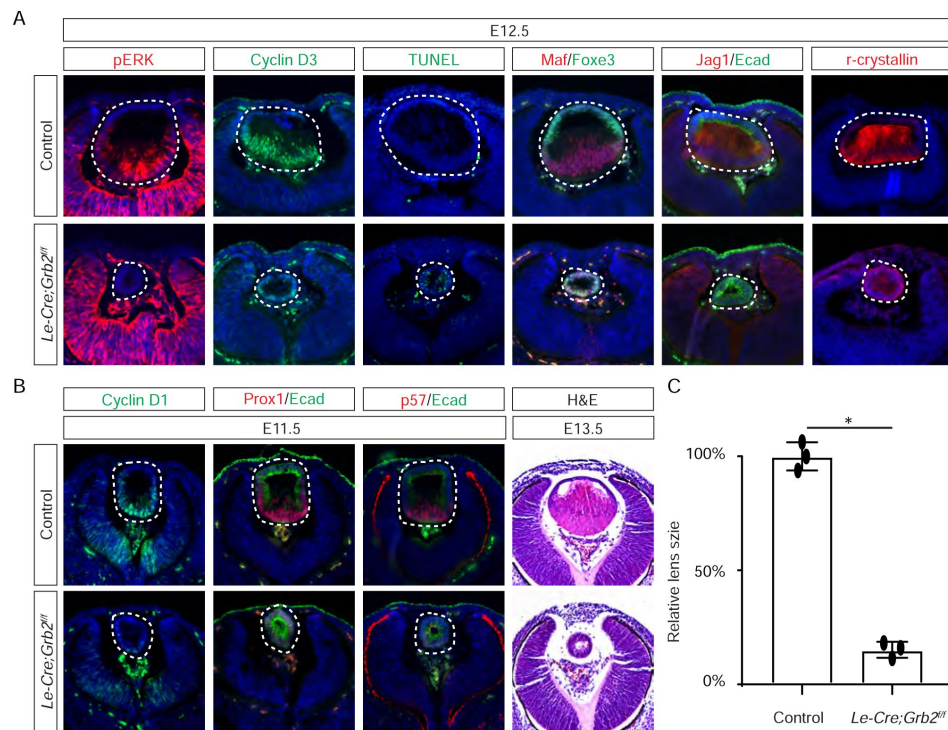 A
E12.5
pERK
Cyclin D3
TUNEL
Maf/Foxe3
Jag1/Ecad
r-crystallin
Control
Le-Cre;Grb2f/f
B
Cyclin D1
Prox1/Ecad
p57/Ecad
H&E
E11.5
E13.5
Control
Le-Cre;Grb2f/f
C
*
100%
50%
0%
Relative lens szie
Control
Le-Cre;Grb2f/f